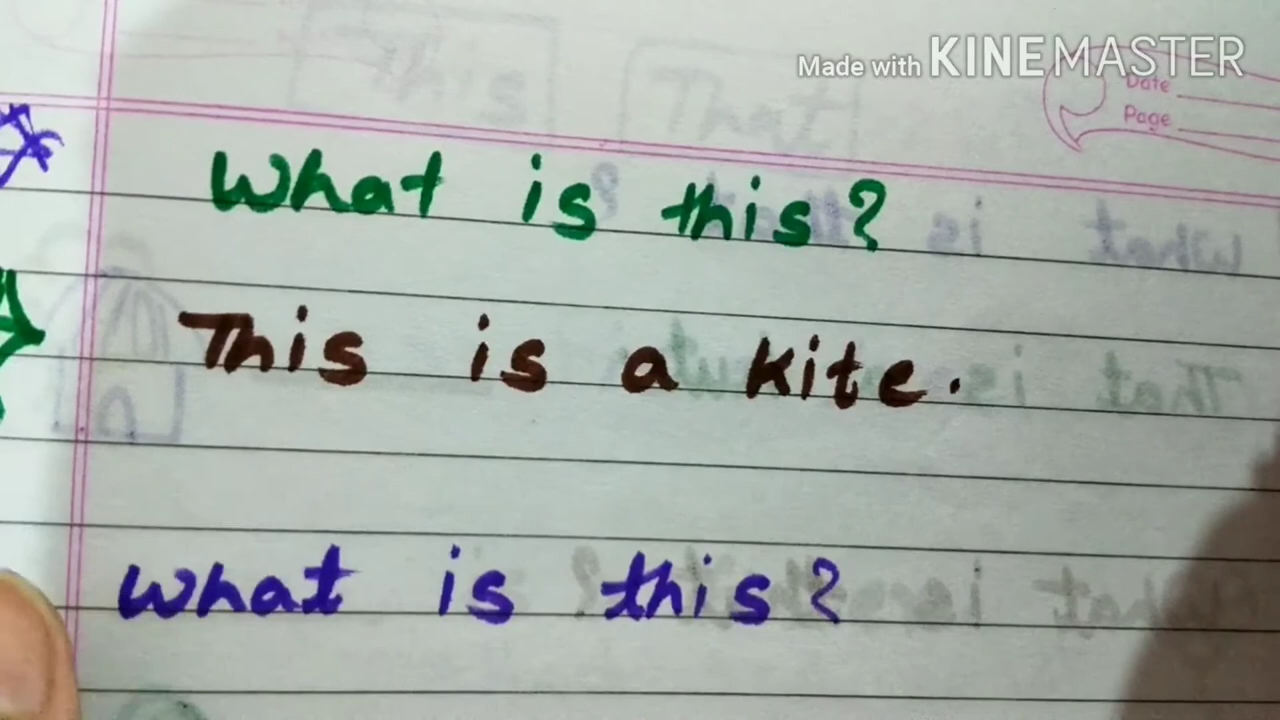 Made with KINEMASTER
Date
Page
What is this?
This is a kite.
What is this?